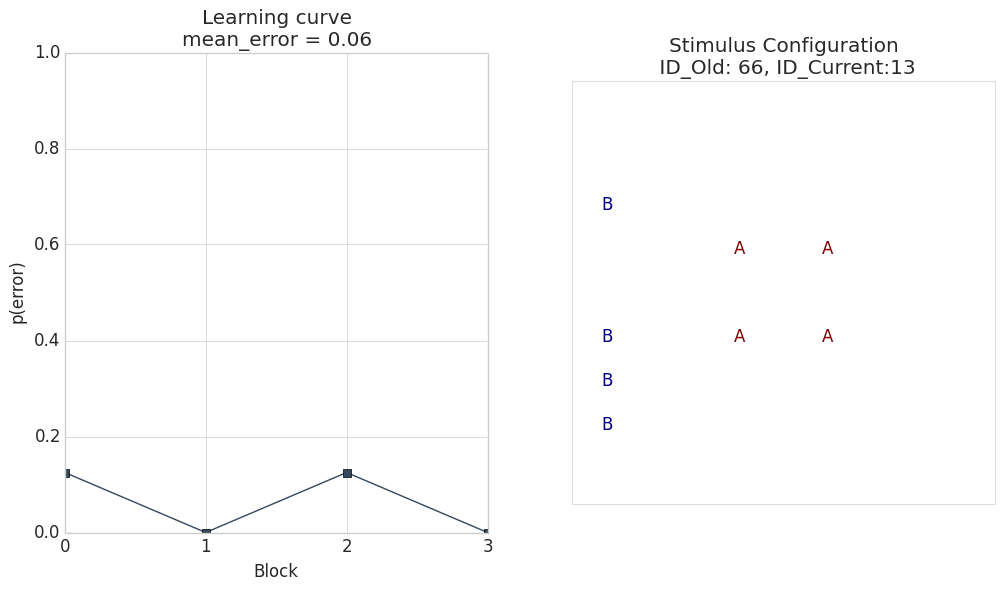 Learning curve
mean_error = 0.06
1.0
0.8
0.6
0.4
0.2
0.0
p(error)
0 1 2 3
Block
Stimulus Configuration
ID_Old: 66, ID_Current:13
B
A A
B A A
B
B